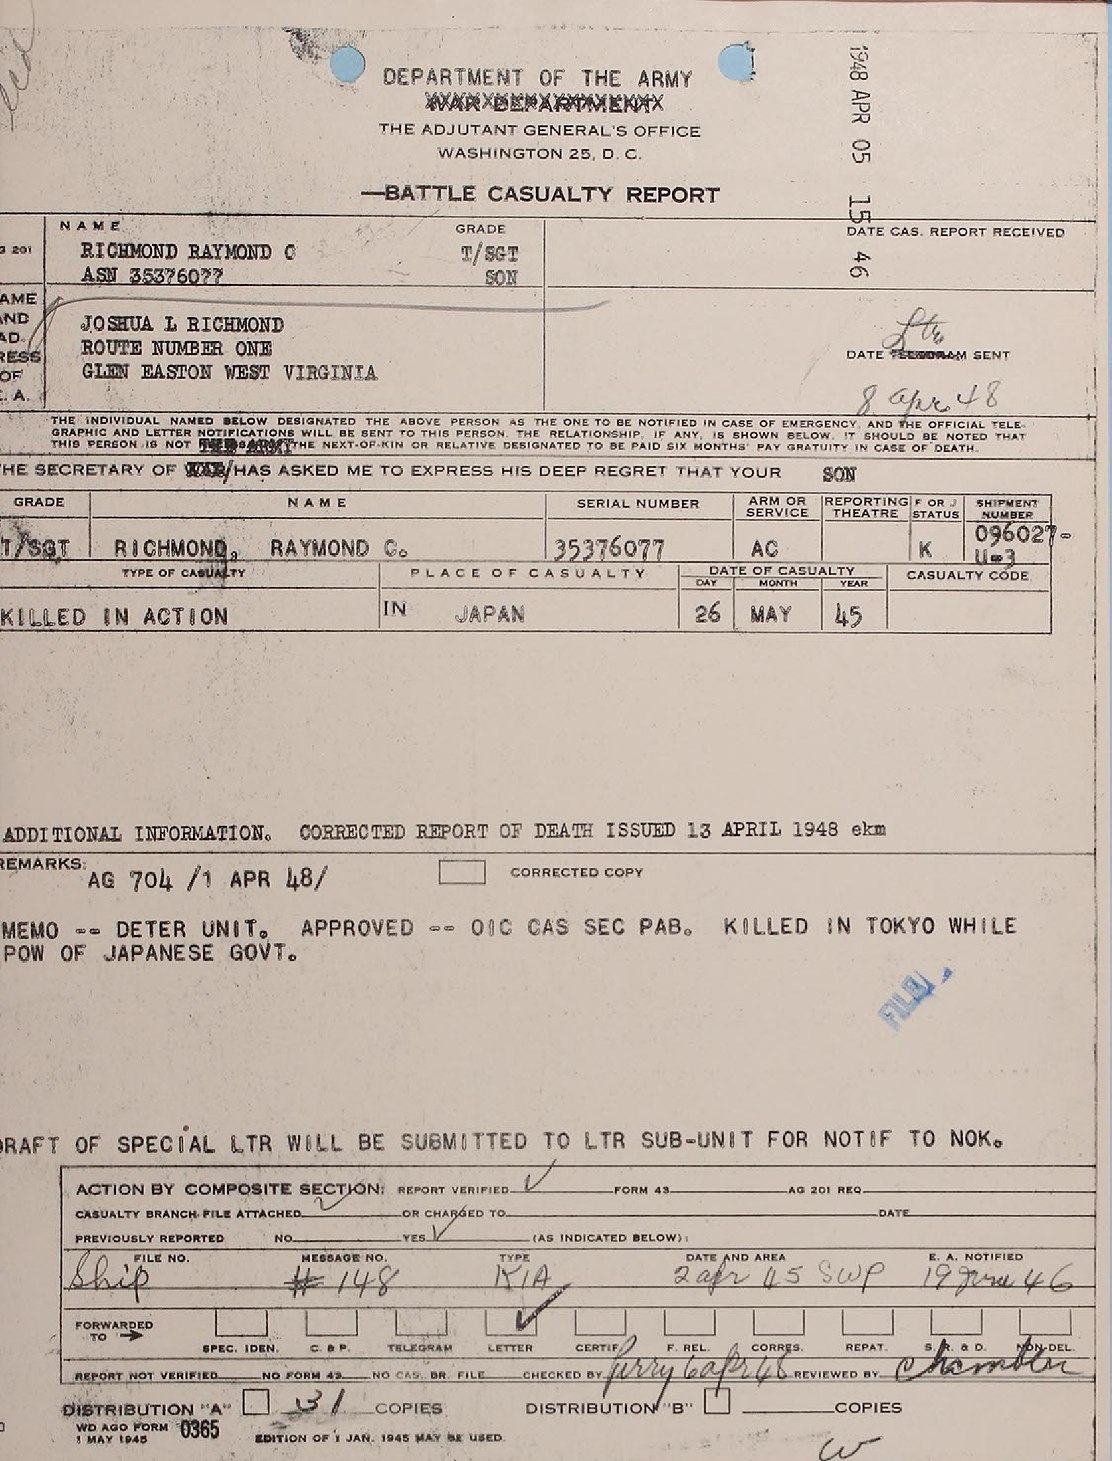 DEPARTMENT OF THE ARMY
WAR DEPARTMENT
THE ADJUTANT GENERAL'S OFFICE
WASHINGTON 25, D. C.
—BATTLE CASUALTY REPORT
1948 APR 05 15 46
NAME
GRADE
DATE CAS. REPORT RECEIVED
G 201
RICHMOND RAYMOND C
T/SGT
ASN 35376077
SON
AME
AND
AD-
RESS
OF
E. A.
JOSHUA L RICHMOND
ROUTE NUMBER ONE
GLEN EASTON WEST VIRGINIA
Ltr
DATE TELEGRAM SENT
8 apr 48
THE INDIVIDUAL NAMED BELOW DESIGNATED THE ABOVE PERSON AS THE ONE TO BE NOTIFIED IN CASE OF EMERGENCY, AND THE OFFICIAL TELE-
GRAPHIC AND LETTER NOTIFICATIONS WILL BE SENT TO THIS PERSON. THE RELATIONSHIP, IF ANY, IS SHOWN BELOW. IT SHOULD BE NOTED THAT
THIS PERSON IS NOT THE NEXT-OF-KIN OR RELATIVE DESIGNATED TO BE PAID SIX MONTHS' PAY GRATUITY IN CASE OF DEATH.
THE ARMY
HE SECRETARY OF WAR HAS ASKED ME TO EXPRESS HIS DEEP REGRET THAT YOUR SON
GRADE
NAME
SERIAL NUMBER
ARM OR SERVICE
REPORTING THEATRE
F OR J STATUS
SHIPMENT NUMBER
T/SGT
RICHMOND, RAYMOND C.
35376077
AC
K
096027-
U-3
TYPE OF CASUALTY
PLACE OF CASUALTY
DATE OF CASUALTY
DAY
MONTH
YEAR
CASUALTY CODE
KILLED IN ACTION
IN JAPAN
26
MAY
45
ADDITIONAL INFORMATION. CORRECTED REPORT OF DEATH ISSUED 13 APRIL 1948 ekm
REMARKS:
AG 704 /1 APR 48/
CORRECTED COPY
MEMO -- DETER UNIT. APPROVED -- OIC CAS SEC PAB. KILLED IN TOKYO WHILE
POW OF JAPANESE GOVT.
FILE
DRAFT OF SPECIAL LTR WILL BE SUBMITTED TO LTR SUB-UNIT FOR NOTIF TO NOK.
ACTION BY COMPOSITE SECTION: REPORT VERIFIED FORM 43 AG 201 REQ
CASUALTY BRANCH FILE ATTACHED OR CHARGED TO DATE
PREVIOUSLY REPORTED NO YES (AS INDICATED BELOW):
FILE NO.
MESSAGE NO.
TYPE
DATE AND AREA
E. A. NOTIFIED
Ship
# 148
KIA
2 apr 45 SWP
19 June 46
FORWARDED TO
SPEC. IDEN.
C. & P.
TELEGRAM
LETTER
CERTIF
F. REL.
CORRES.
REPAT.
S. R. & D.
NON-DEL.
REPORT NOT VERIFIED NO FORM 43 NO CAS. BR. FILE CHECKED BY Perry 6 apr 48 REVIEWED BY
DISTRIBUTION "A" 31 COPIES
DISTRIBUTION "B" COPIES
WD AGO FORM 0365
1 MAY 1945
EDITION OF 1 JAN. 1945 MAY BE USED.